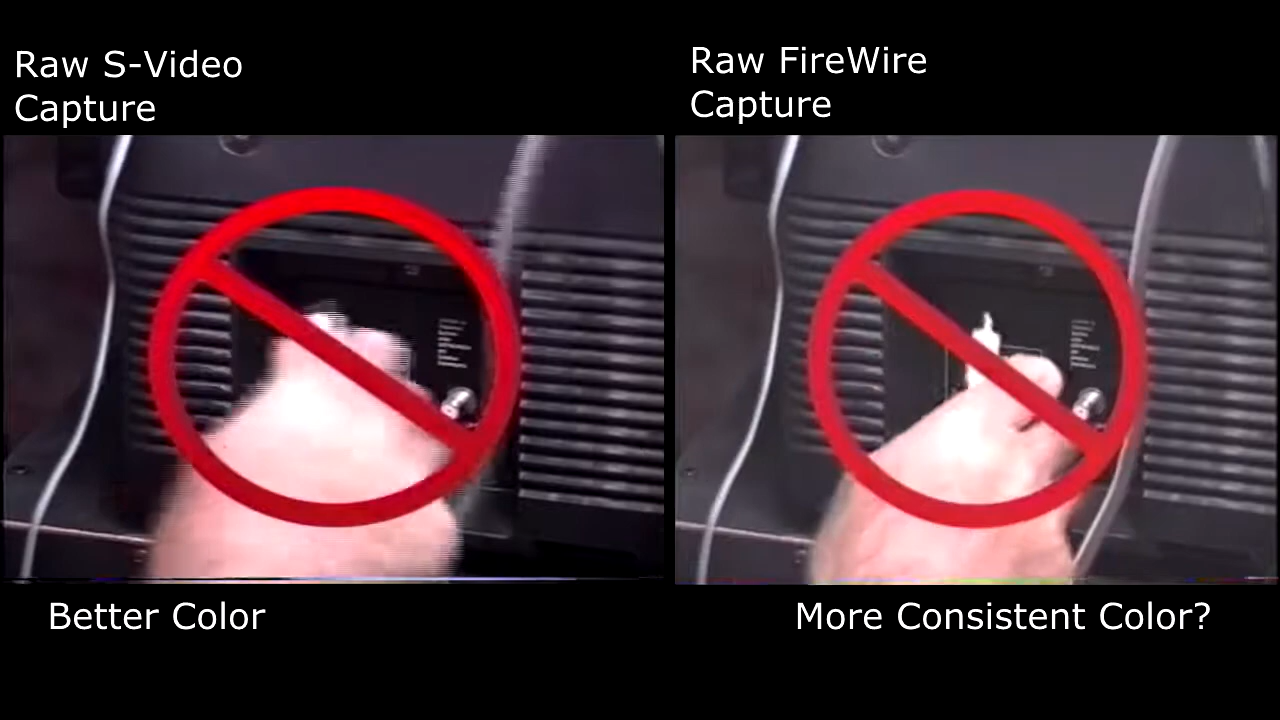 Raw S-Video
Capture
Raw FireWire
Capture
Better Color
More Consistent Color?